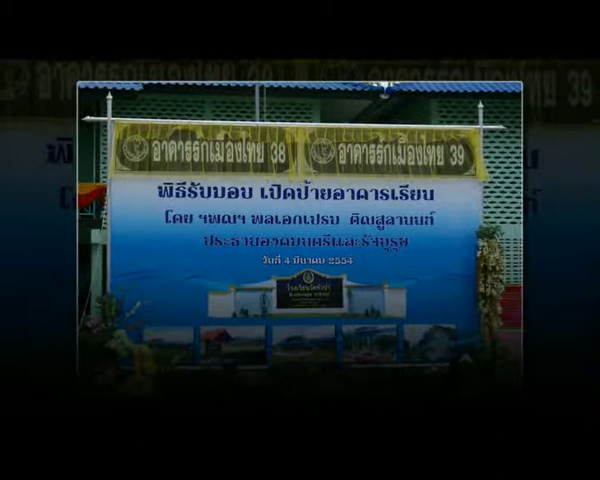 อาคารรักเมืองไทย 38
อาคารรักเมืองไทย 39
พิธีรับมอบ เปิดป้ายอาคารเรียน
โดย ฯพณฯ พลเอกเปรม ติณสูลานนท์
ประธานองคมนตรีและรัฐบุรุษ
วันที่ 4 มีนาคม 2554